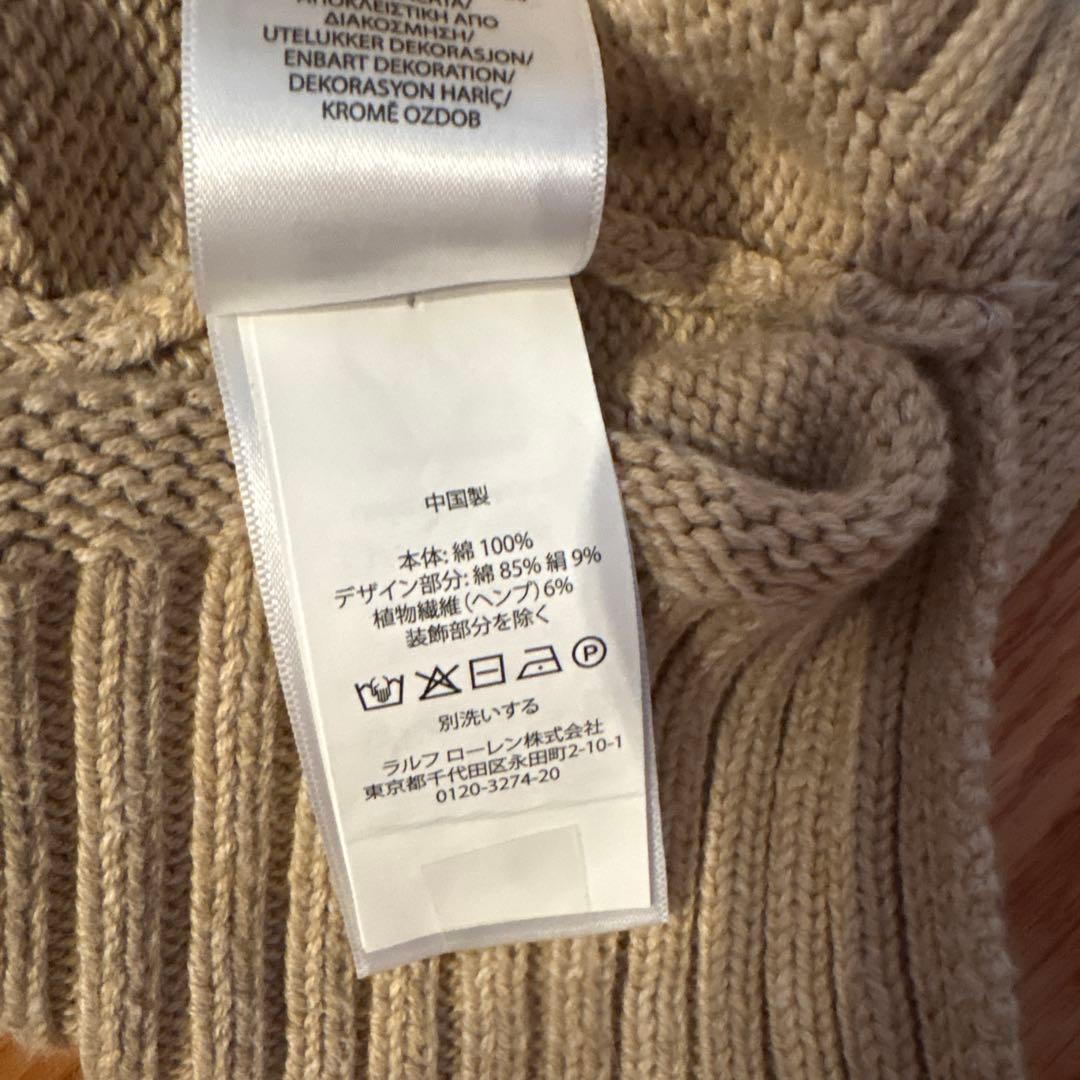 ΑΠΟΚΛΕΙΣΤΙΚΗ ΑΠΟ
ΔΙΑΚΟΣΜΗΣΗ/
UTELUKKER DEKORASJON/
ENBART DEKORATION/
DEKORASYON HARİÇ/
KROMĚ OZDOB
中国製
本体: 綿 100%
デザイン部分: 綿 85% 絹 9%
植物繊維(ヘンプ) 6%
装飾部分を除く
P
別洗いする
ラルフ ローレン株式会社
東京都千代田区永田町2-10-1
0120-3274-20